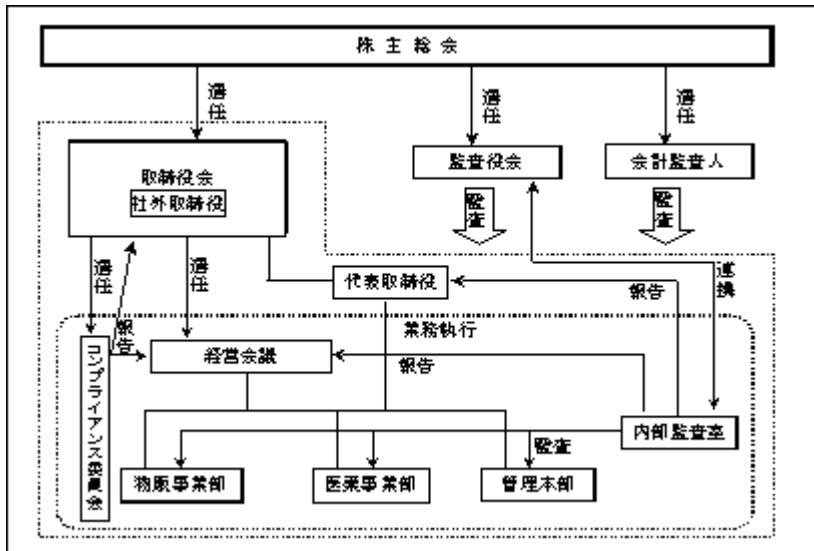 株主総会
選任
選任
選任
取締役会
社外取締役
監査役会
会計監査人
監査
監査
選任
選任
代表取締役
報告
連携
報告
業務執行
コンプライアンス委員会
経営会議
報告
内部監査室
監査
物販事業部
医薬事業部
管理本部